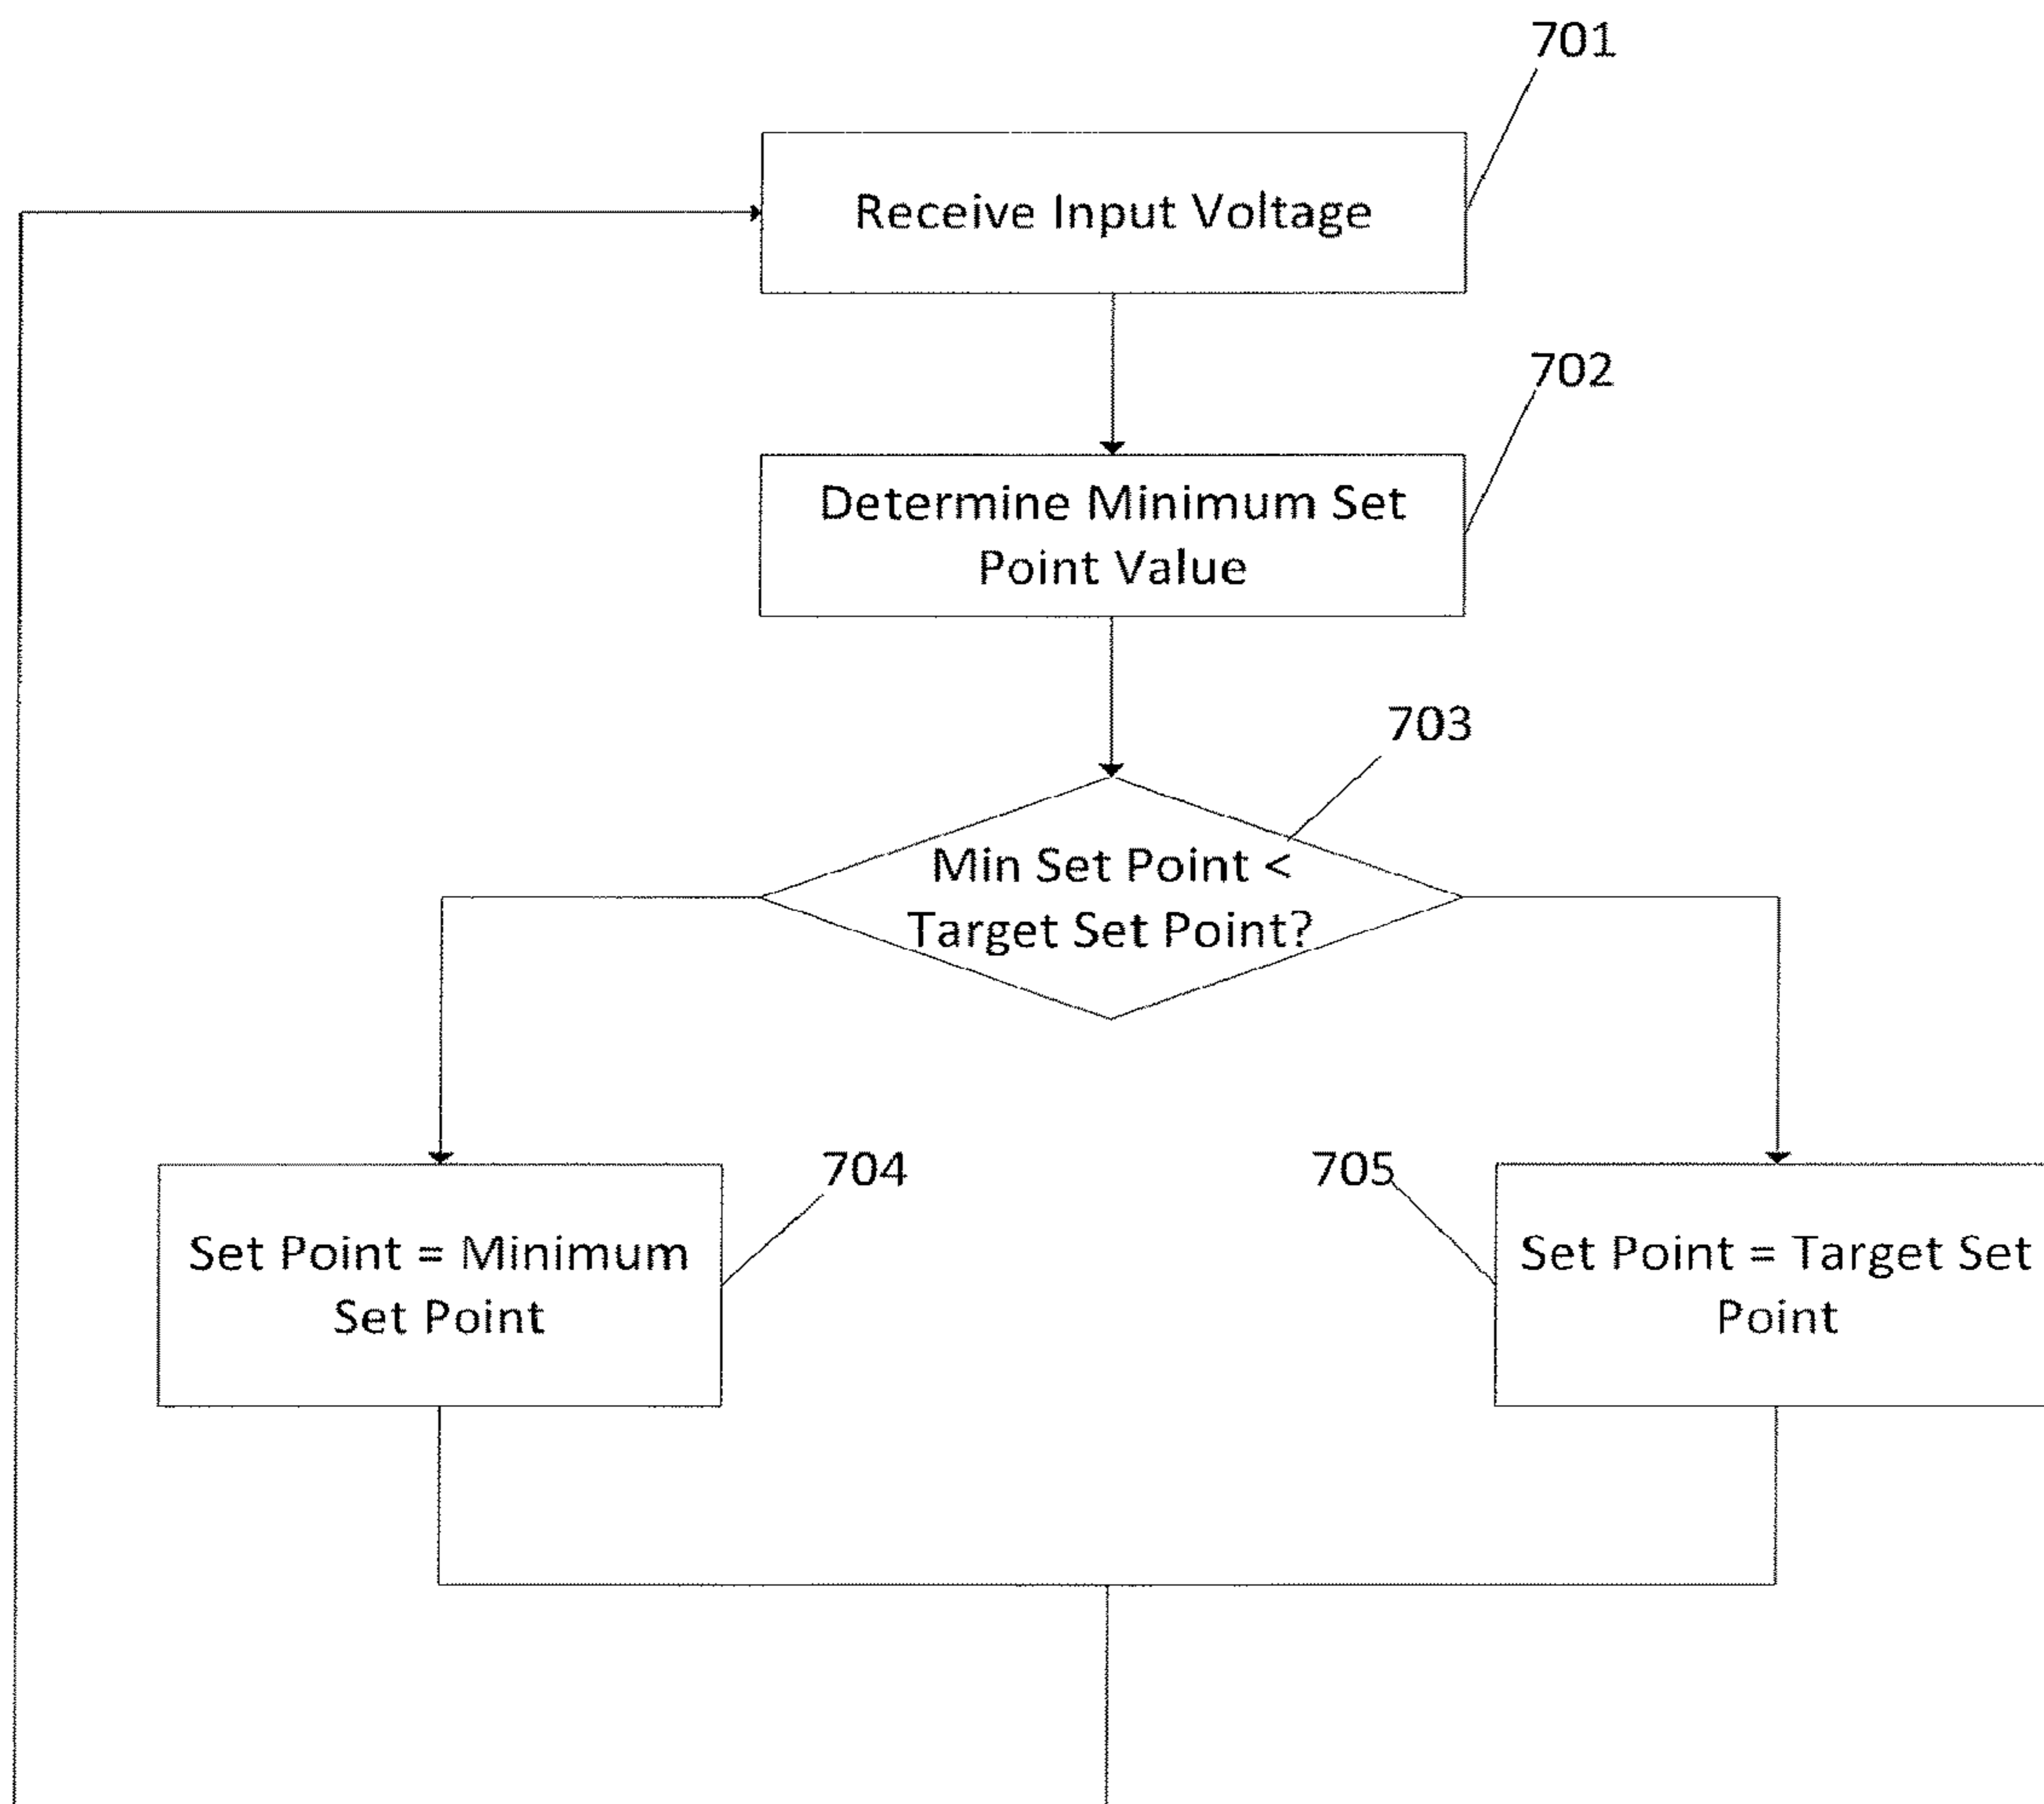 701
Receive Input Voltage
702
Determine Minimum Set
Point Value
703
Min Set Point <
Target Set Point?
704
Set Point = Minimum
Set Point
705
Set Point = Target Set
Point